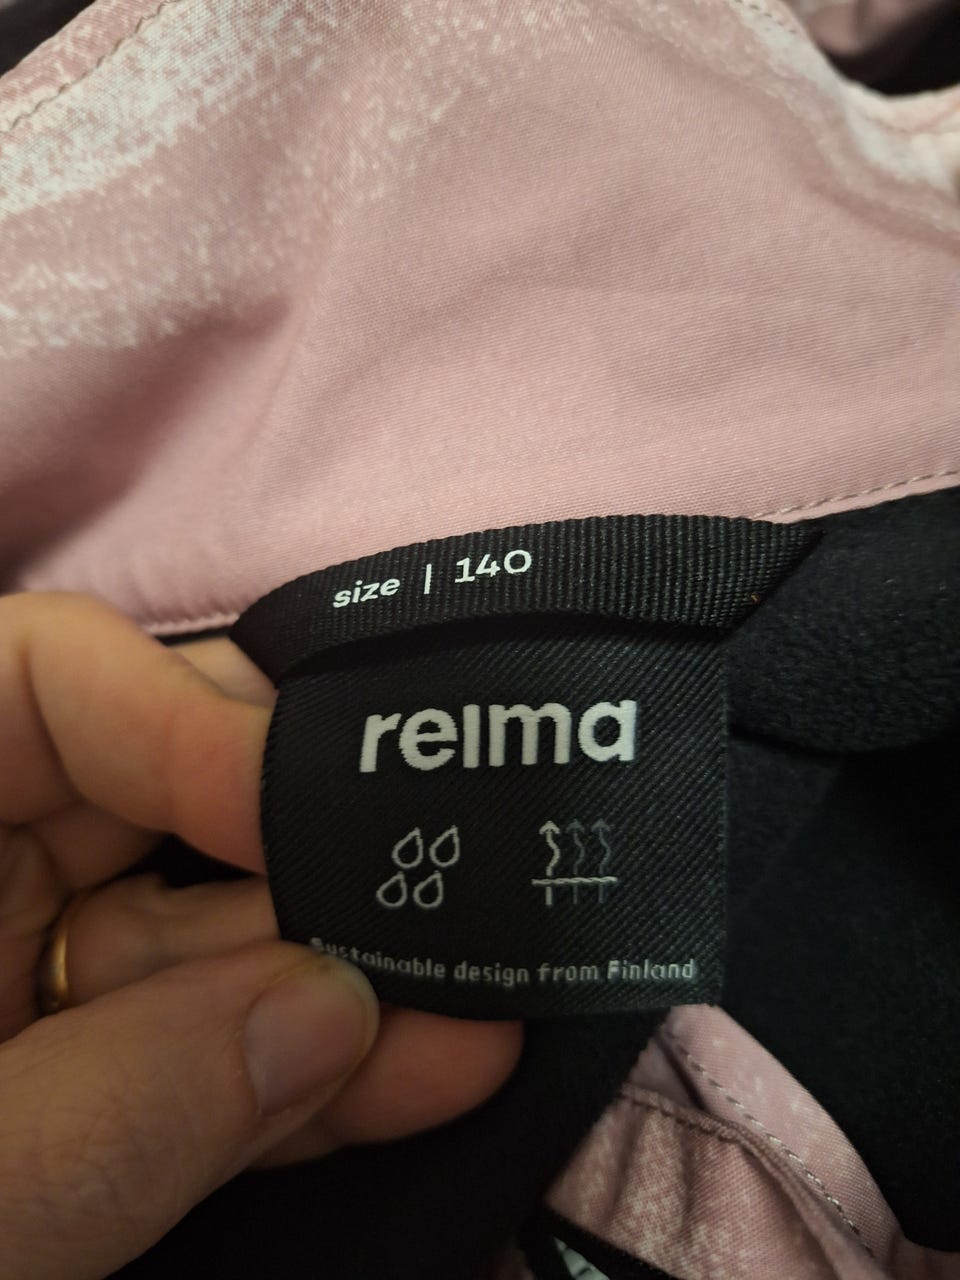 size | 140
reima
Sustainable design from Finland